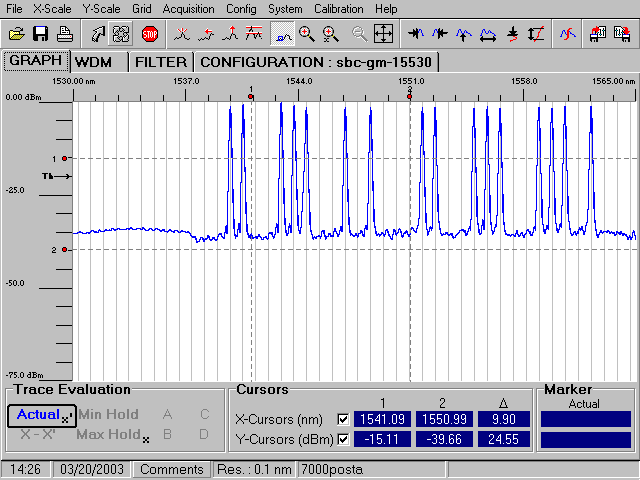 File X-Scale Y-Scale Grid Acquisition Config System Calibration Help
STOP
GRAPH WDM FILTER CONFIGURATION : sbc-gm-15530
1530.00 nm 1537.0 1544.0 1551.0 1558.0 1565.00 nm
0.00 dBm
1
Th
-25.0
2
-50.0
-75.0 dBm
Trace Evaluation
Actual Min Hold A C
X - X' Max Hold B D
Cursors
1 2 Δ
X-Cursors (nm) 1541.09 1550.99 9.90
Y-Cursors (dBm) -15.11 -39.66 24.55
Marker
Actual
14:26 03/20/2003 Comments Res.: 0.1 nm 7000posta